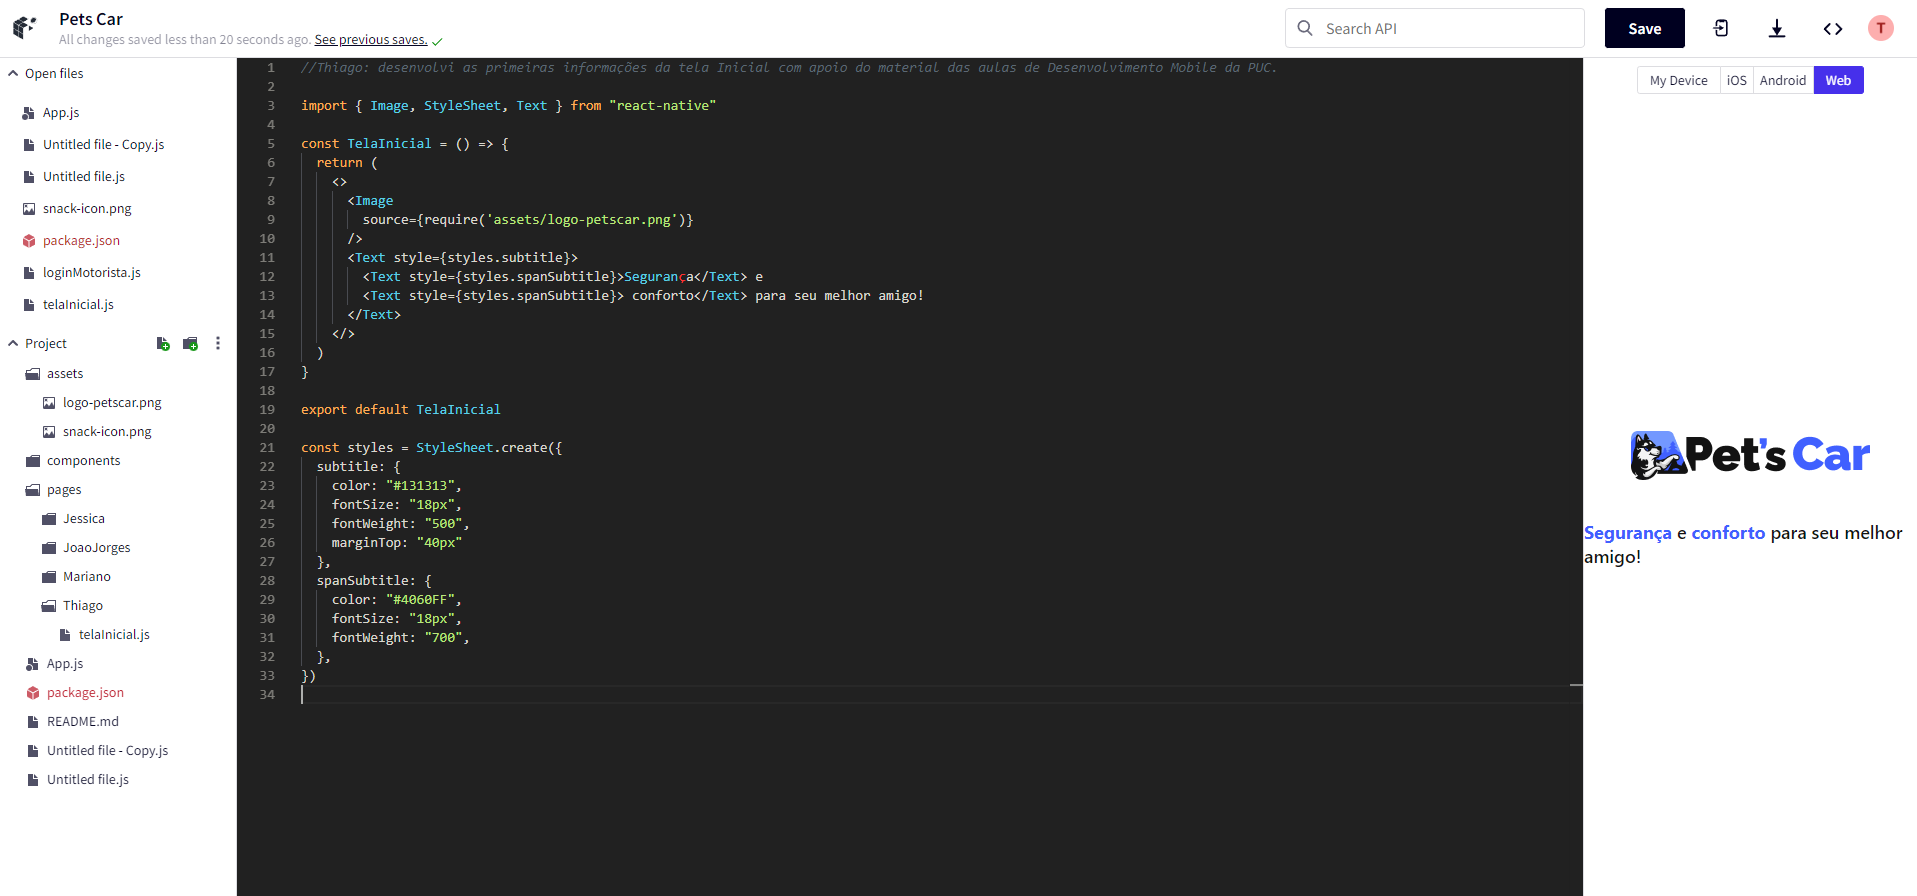 Pets Car
All changes saved less than 20 seconds ago. See previous saves.
Search API
Save
T
Open files
App.js
Untitled file - Copy.js
Untitled file.js
snack-icon.png
package.json
loginMotorista.js
telaInicial.js
Project
assets
logo-petscar.png
snack-icon.png
components
pages
Jessica
JoaoJorges
Mariano
Thiago
telaInicial.js
App.js
package.json
README.md
Untitled file - Copy.js
Untitled file.js
1 //Thiago: desenvolvi as primeiras informações da tela Inicial com apoio do material das aulas de Desenvolvimento Mobile da PUC.
2
3 import { Image, StyleSheet, Text } from "react-native"
4
5 const TelaInicial = () => {
6 return (
7 <>
8 <Image
9 source={require('assets/logo-petscar.png')}
10 />
11 <Text style={styles.subtitle}>
12 <Text style={styles.spanSubtitle}>Segurança</Text> e
13 <Text style={styles.spanSubtitle}> conforto</Text> para seu melhor amigo!
14 </Text>
15 </>
16 )
17 }
18
19 export default TelaInicial
20
21 const styles = StyleSheet.create({
22 subtitle: {
23 color: "#131313",
24 fontSize: "18px",
25 fontWeight: "500",
26 marginTop: "40px"
27 },
28 spanSubtitle: {
29 color: "#4060FF",
30 fontSize: "18px",
31 fontWeight: "700",
32 },
33 })
34
My Device iOS Android Web
Pet's Car
Segurança e conforto para seu melhor
amigo!